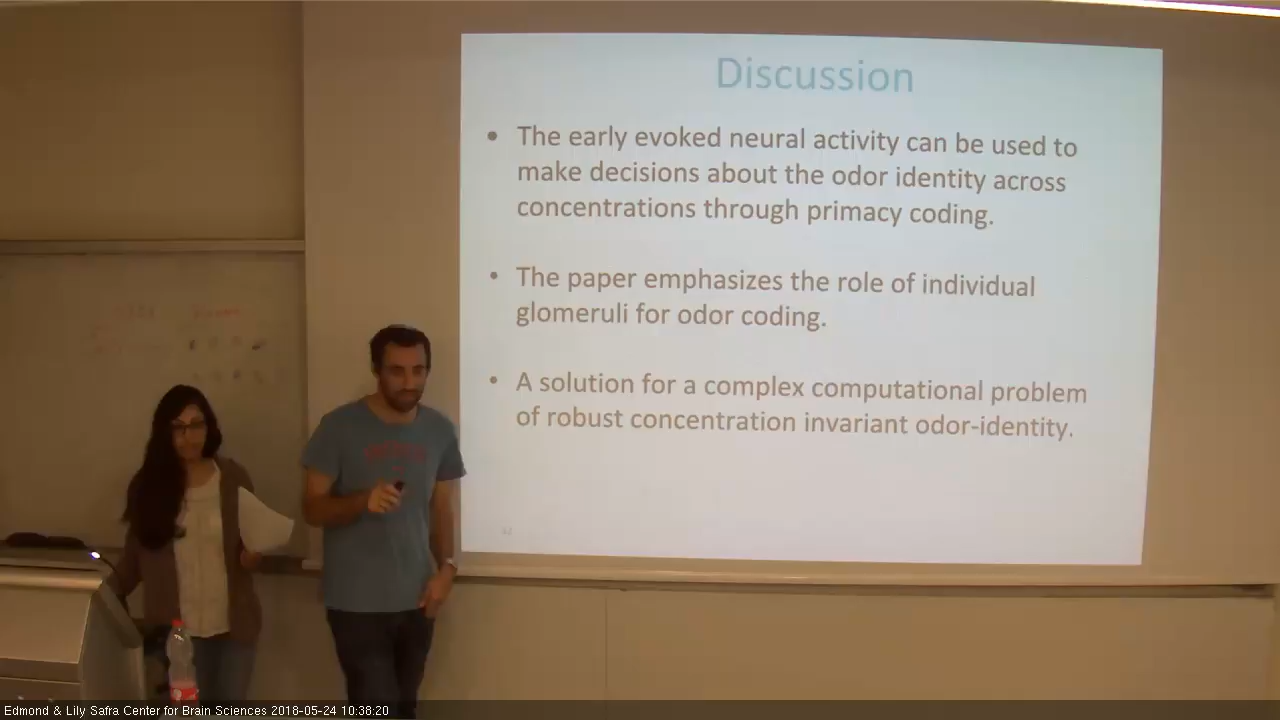 Discussion
• The early evoked neural activity can be used to
make decisions about the odor identity across
concentrations through primacy coding.
• The paper emphasizes the role of individual
glomeruli for odor coding.
• A solution for a complex computational problem
of robust concentration invariant odor-identity.
Edmond & Lily Safra Center for Brain Sciences 2018-05-24 10:38:20